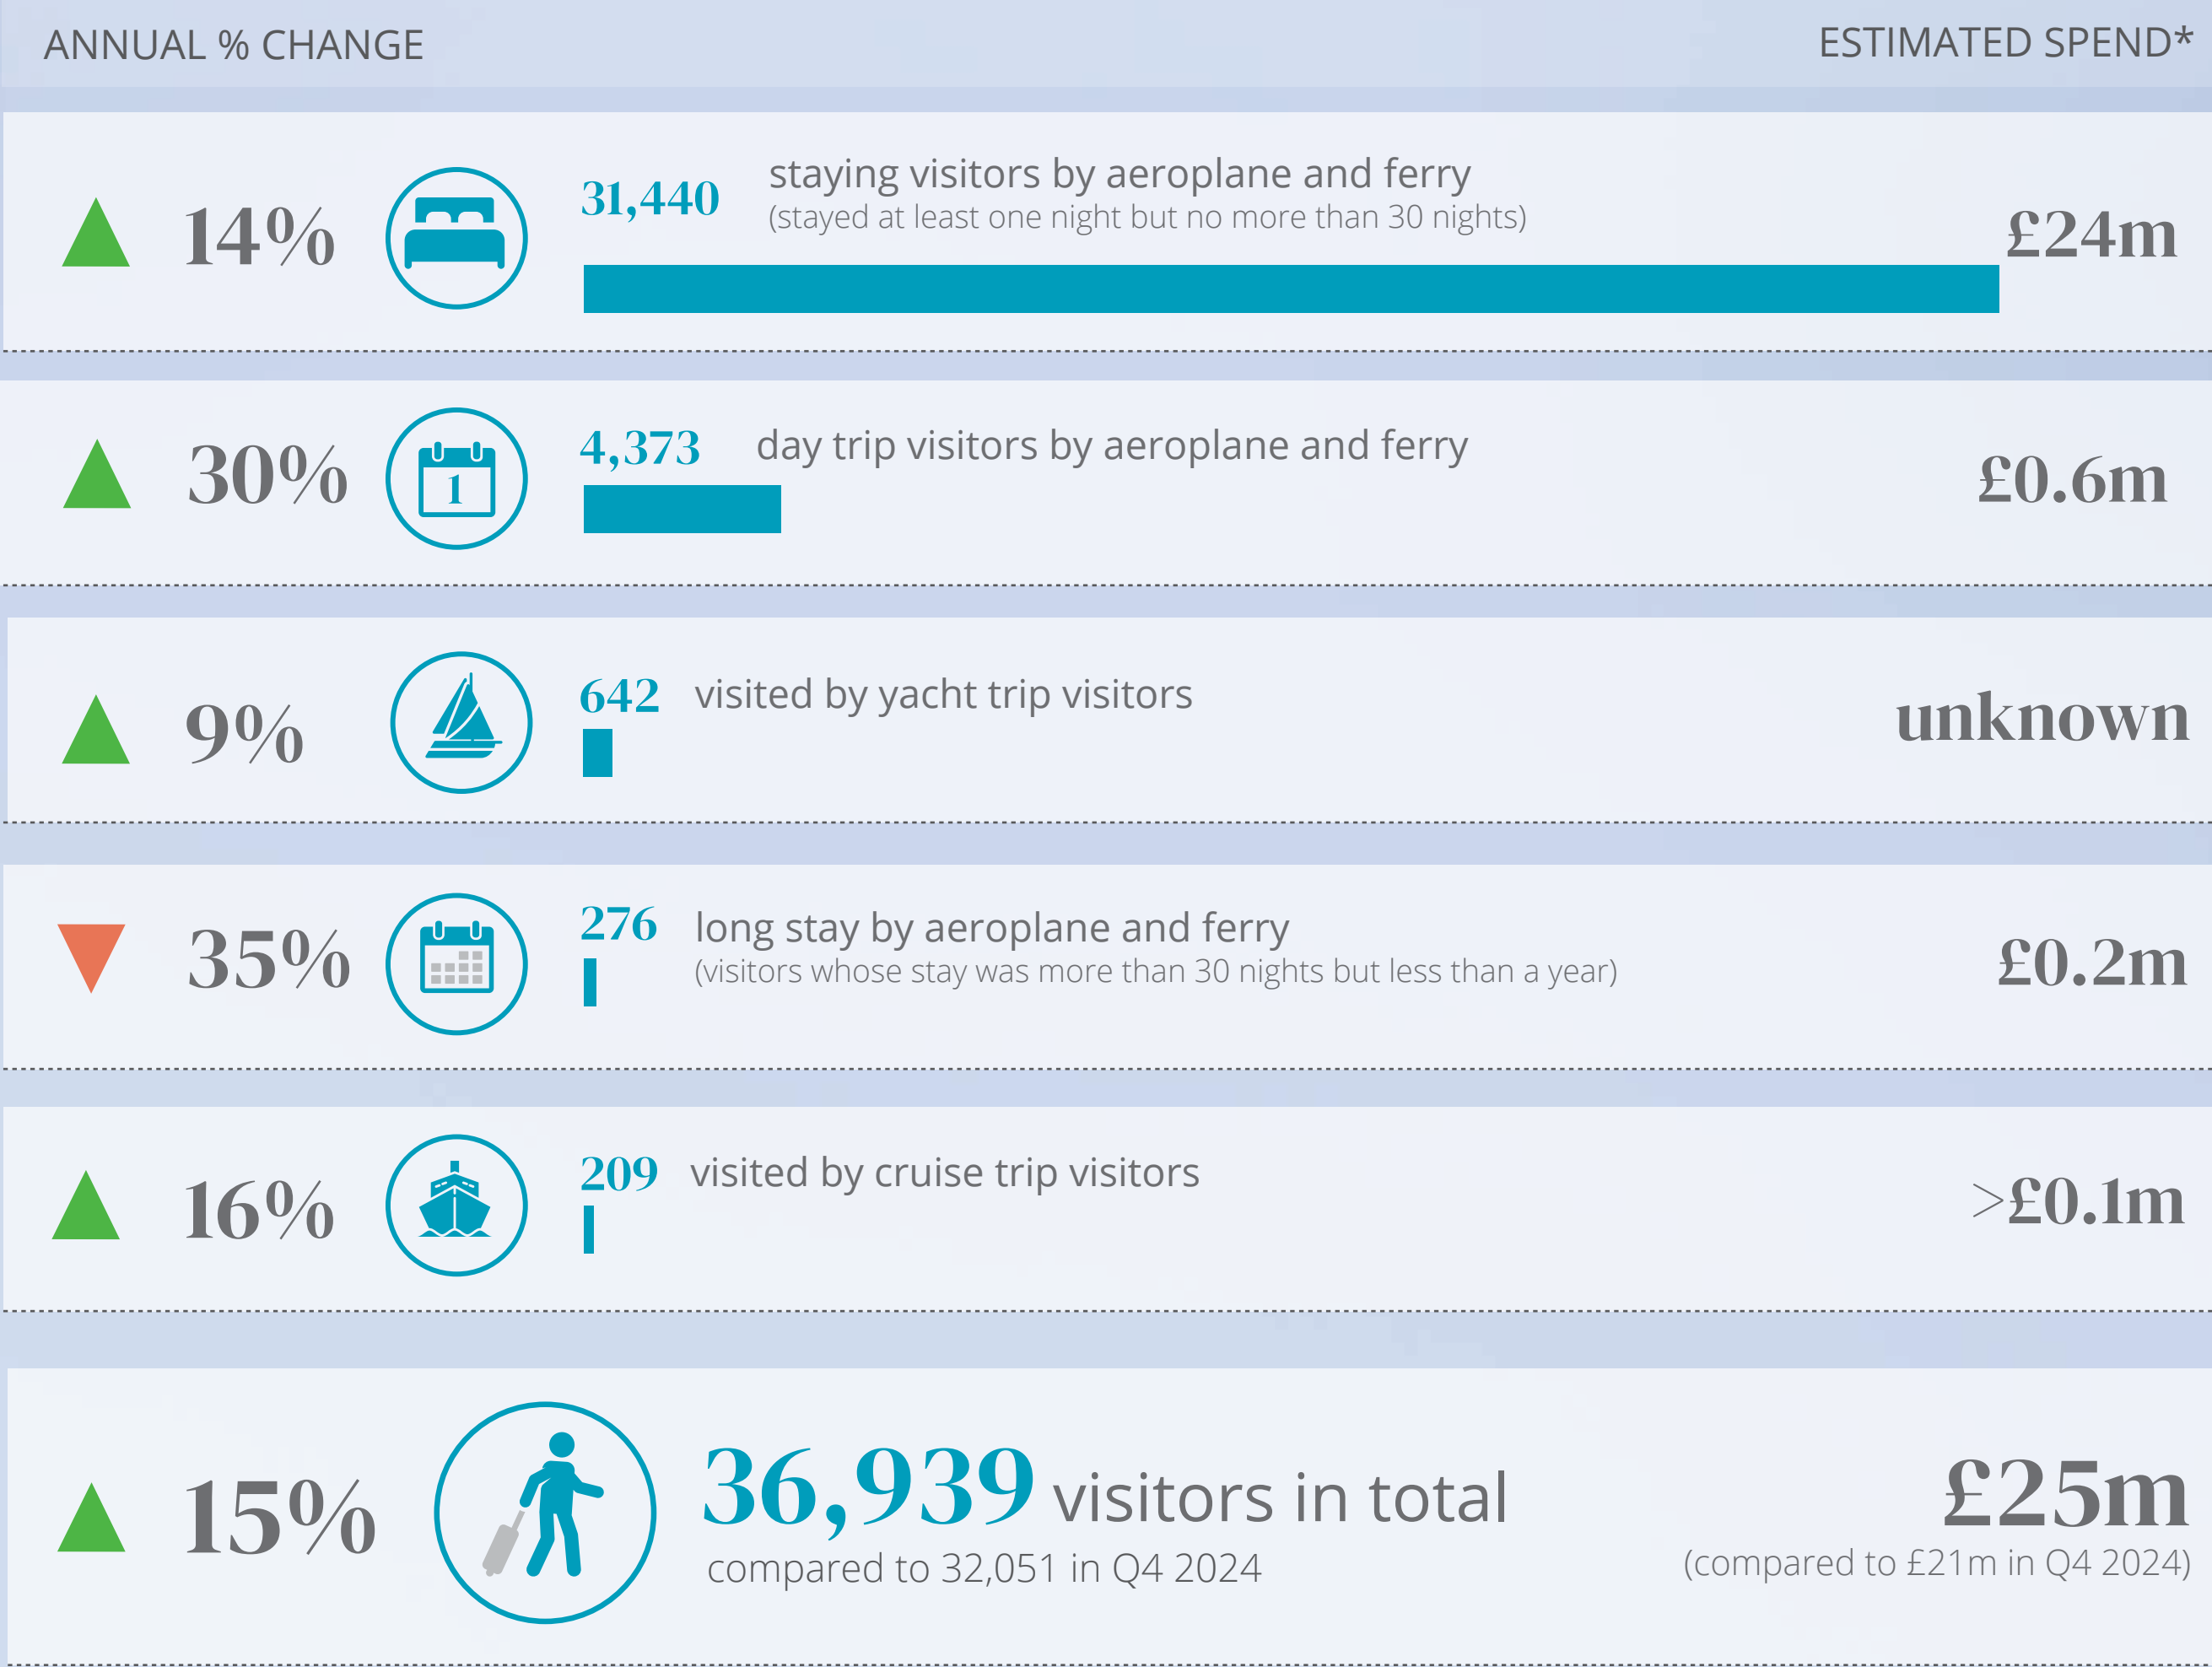 ANNUAL % CHANGE
ESTIMATED SPEND*
14%
31,440
staying visitors by aeroplane and ferry
(stayed at least one night but no more than 30 nights)
£24m
30%
1
4,373
day trip visitors by aeroplane and ferry
£0.6m
9%
642
visited by yacht trip visitors
unknown
35%
276
long stay by aeroplane and ferry
(visitors whose stay was more than 30 nights but less than a year)
£0.2m
16%
209
visited by cruise trip visitors
>£0.1m
15%
36,939 visitors in total
compared to 32,051 in Q4 2024
£25m
(compared to £21m in Q4 2024)